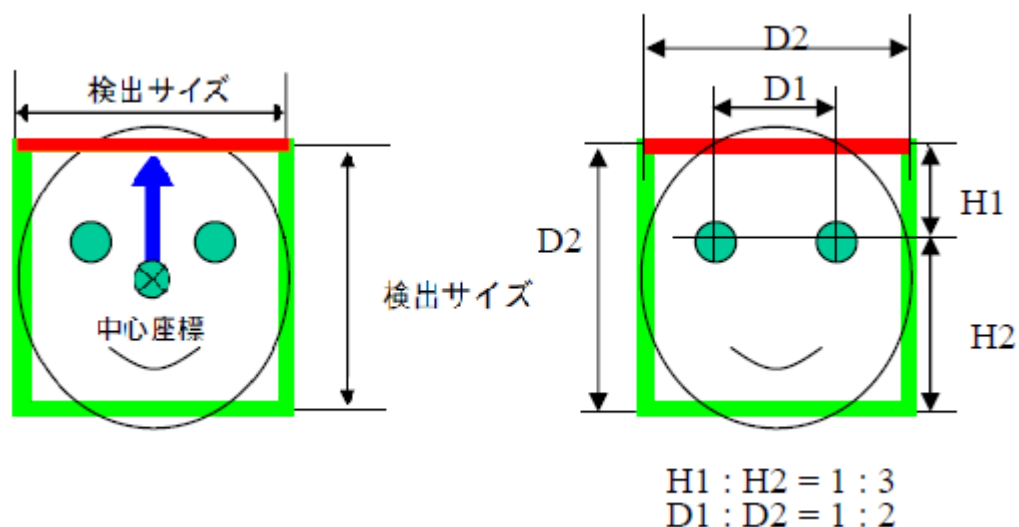 検出サイズ
中心座標
検出サイズ
D2
D1
H1
D2
H2
H1 : H2 = 1 : 3
D1 : D2 = 1 : 2